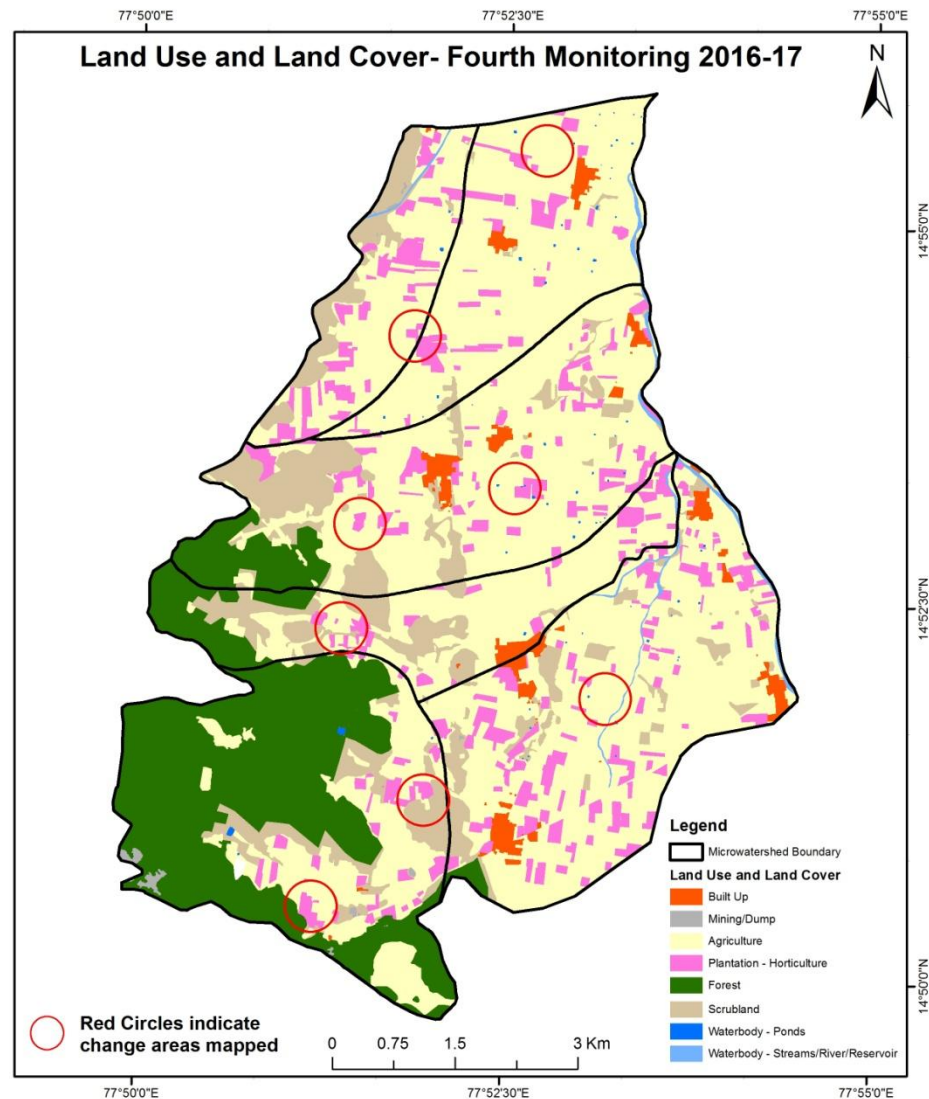 77°50'0"E 77°52'30"E 77°55'0"E
Land Use and Land Cover- Fourth Monitoring 2016-17
N
14°55'0"N
14°52'30"N
14°50'0"N
Legend
Microwatershed Boundary
Land Use and Land Cover
Built Up
Mining/Dump
Agriculture
Plantation - Horticulture
Forest
Scrubland
Waterbody - Ponds
Waterbody - Streams/River/Reservoir
Red Circles indicate
change areas mapped
0 0.75 1.5 3 Km
77°50'0"E 77°52'30"E 77°55'0"E